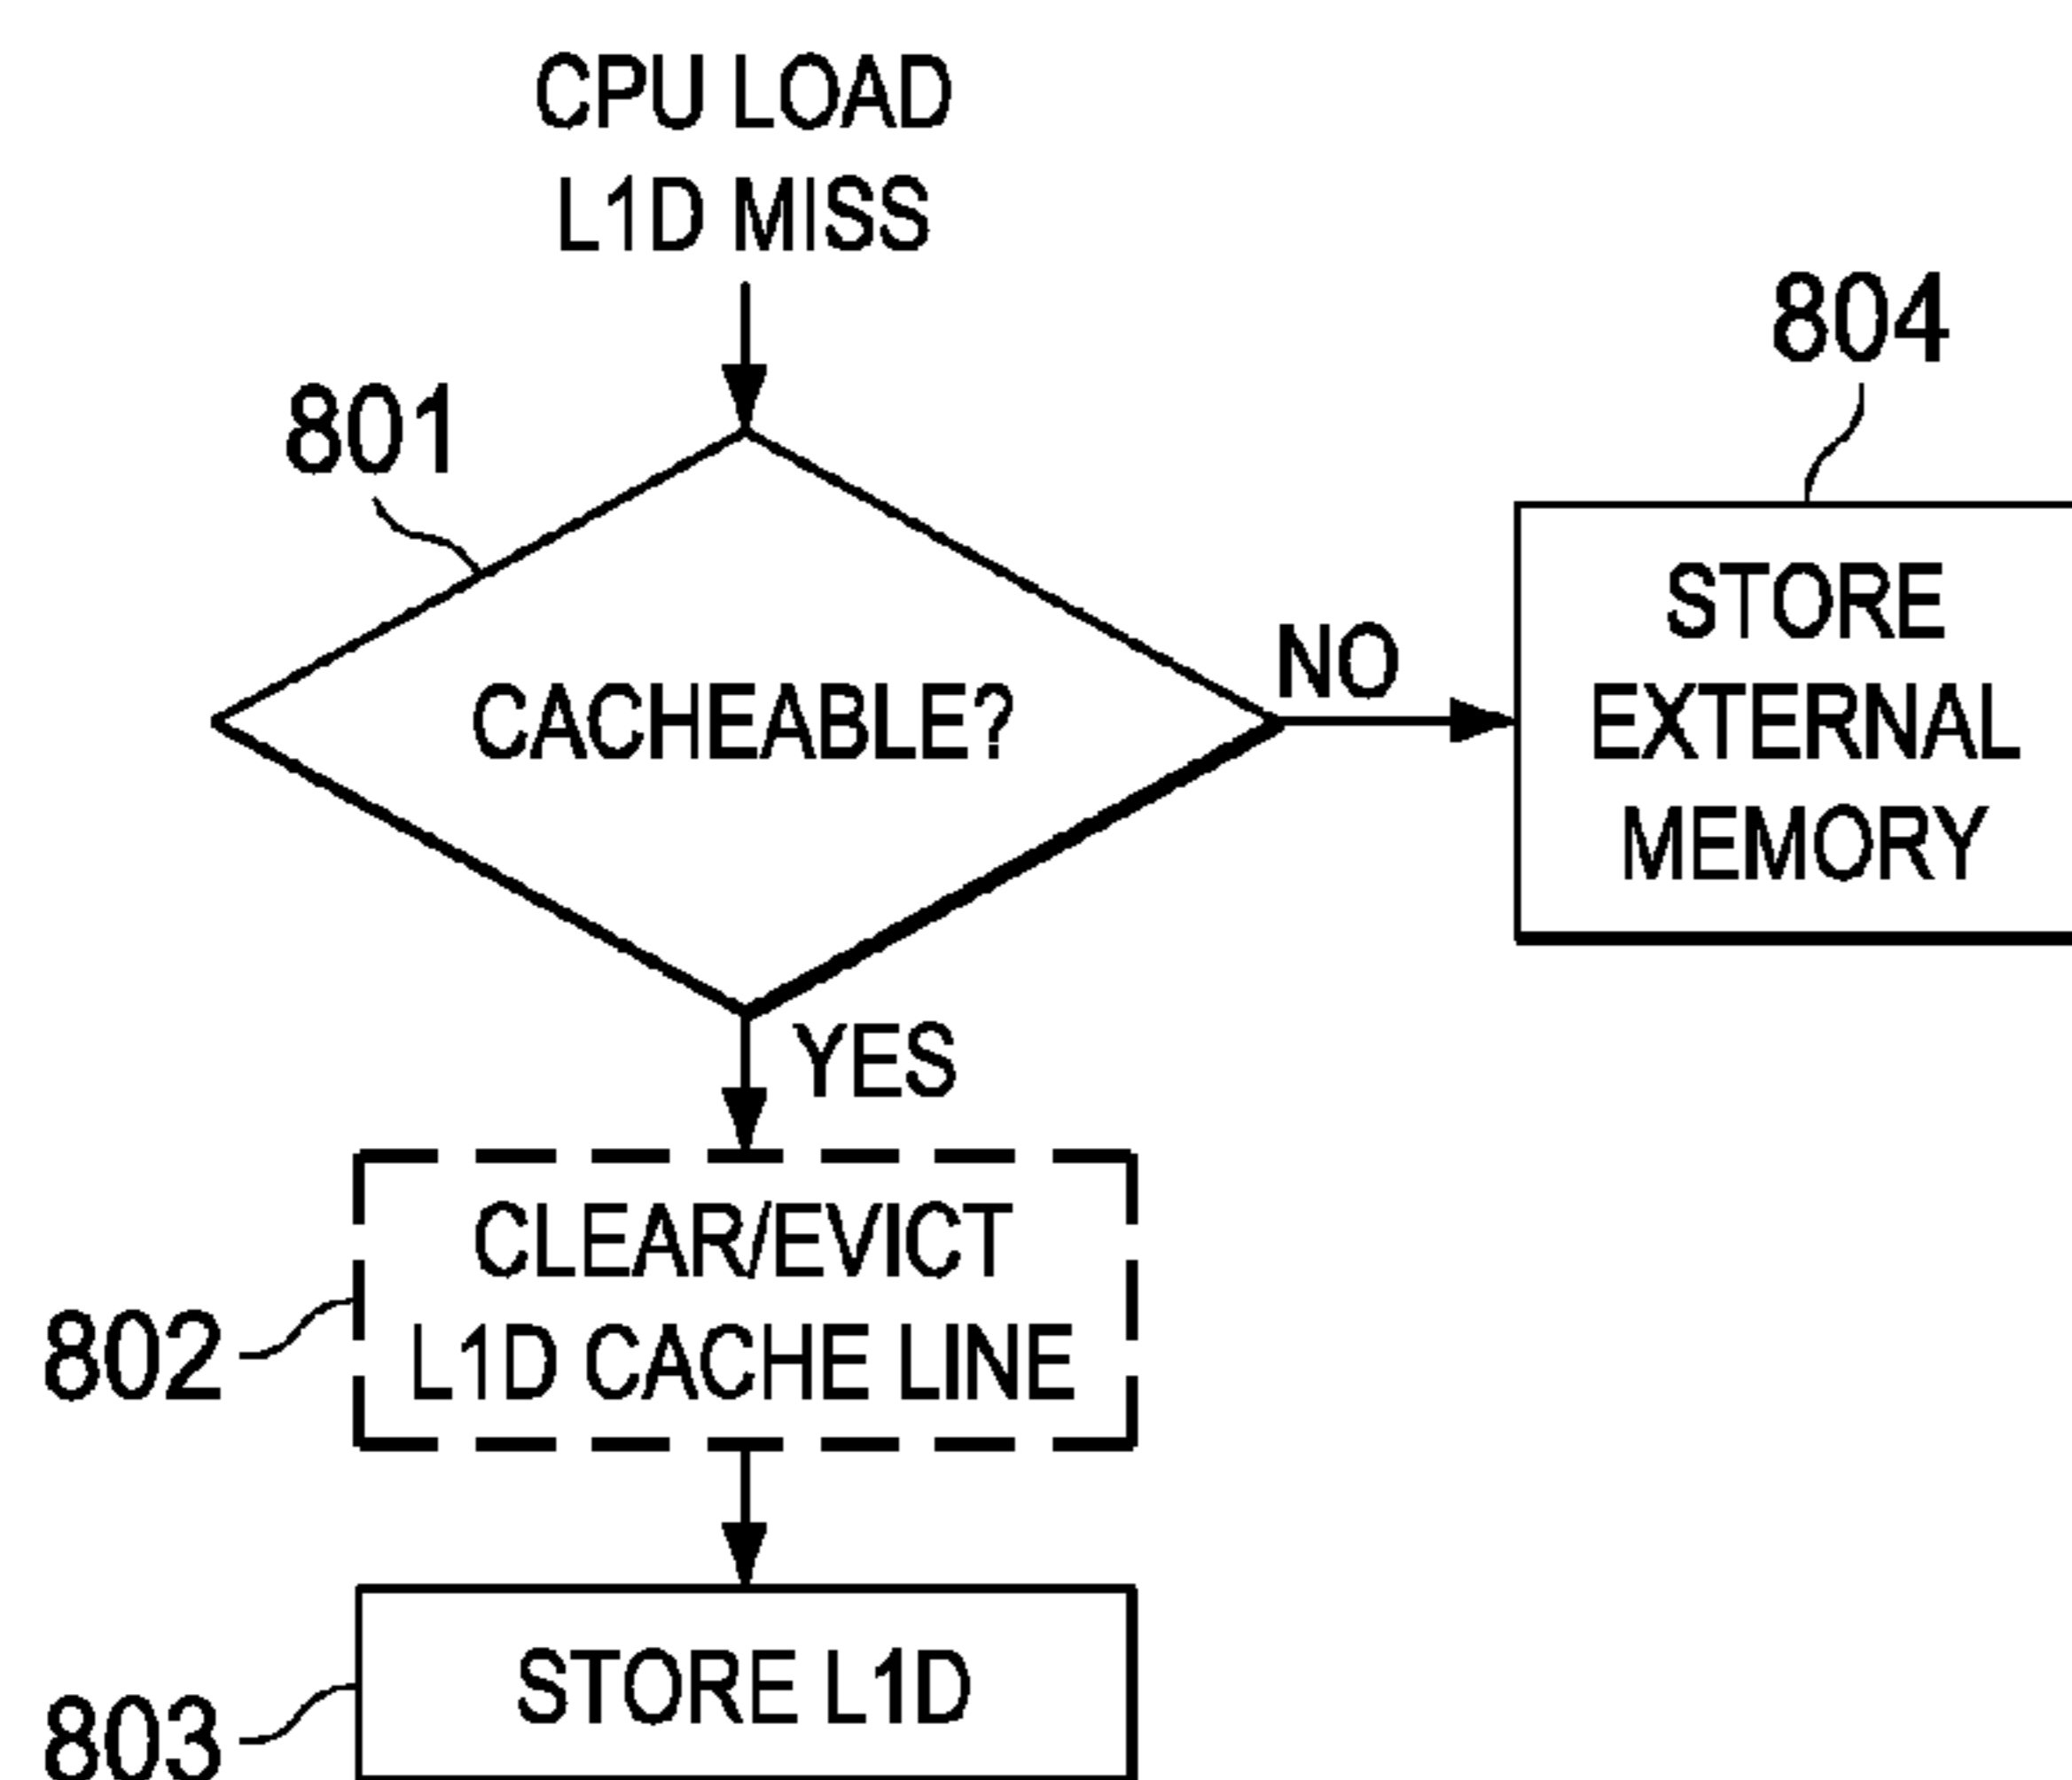 CPU LOAD
L1D MISS
801
804
CACHEABLE?
NO
STORE
EXTERNAL
MEMORY
YES
802
CLEAR/EVICT
L1D CACHE LINE
803
STORE L1D